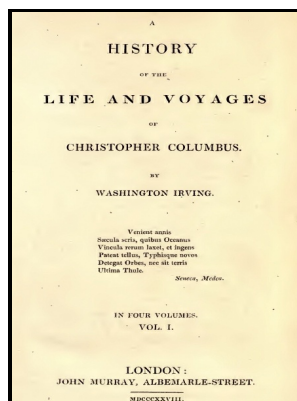 A
HISTORY
OF THE
LIFE AND VOYAGES
OF
CHRISTOPHER COLUMBUS.
BY
WASHINGTON IRVING.
Venient annis
Sæcula seris, quibus Oceanus
Vincula rerum laxet, et ingens
Pateat tellus, Typhisque novos
Detegat Orbes, nec sit terris
Ultima Thule.
Seneca, Medea.
IN FOUR VOLUMES.
VOL. I.
LONDON:
JOHN MURRAY, ALBEMARLE-STREET.
MDCCCXXVIII.